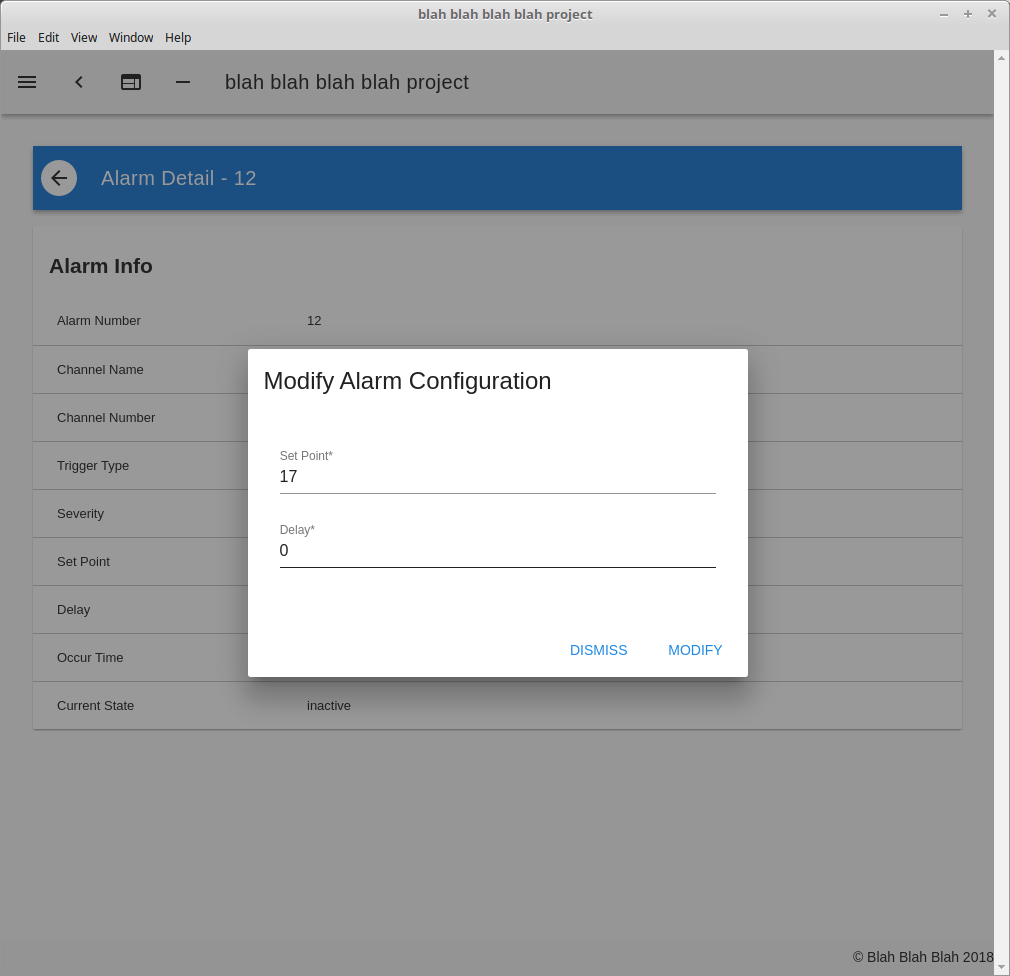 blah blah blah blah project
File Edit View Window Help
blah blah blah blah project
Alarm Detail - 12
Alarm Info
Alarm Number 12
Channel Name
Channel Number
Trigger Type
Severity
Set Point
Delay
Occur Time
Current State inactive
Modify Alarm Configuration
Set Point*
17
Delay*
0
DISMISS MODIFY
© Blah Blah Blah 2018